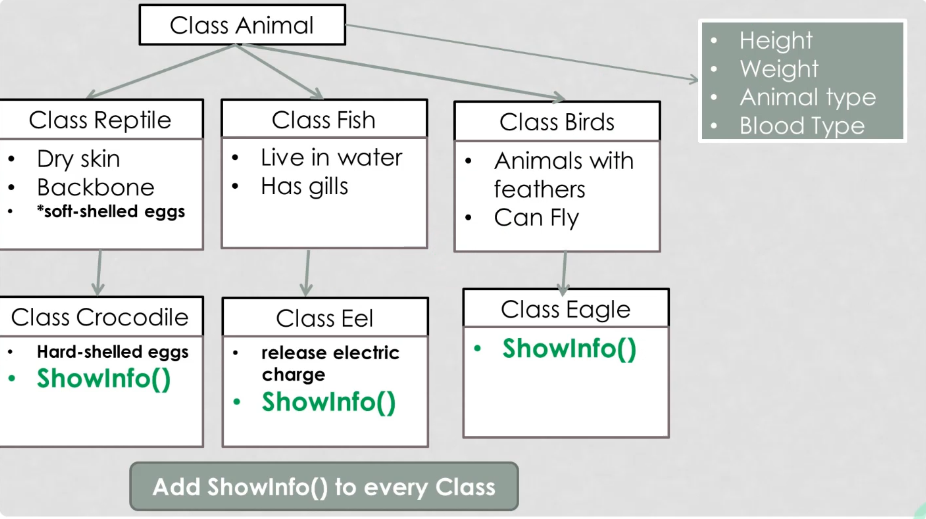 Class Animal
• Height
• Weight
• Animal type
• Blood Type
Class Reptile
• Dry skin
• Backbone
• *soft-shelled eggs
Class Fish
• Live in water
• Has gills
Class Birds
• Animals with
feathers
• Can Fly
Class Crocodile
• Hard-shelled eggs
• ShowInfo()
Class Eel
• release electric
charge
• ShowInfo()
Class Eagle
• ShowInfo()
Add ShowInfo() to every Class